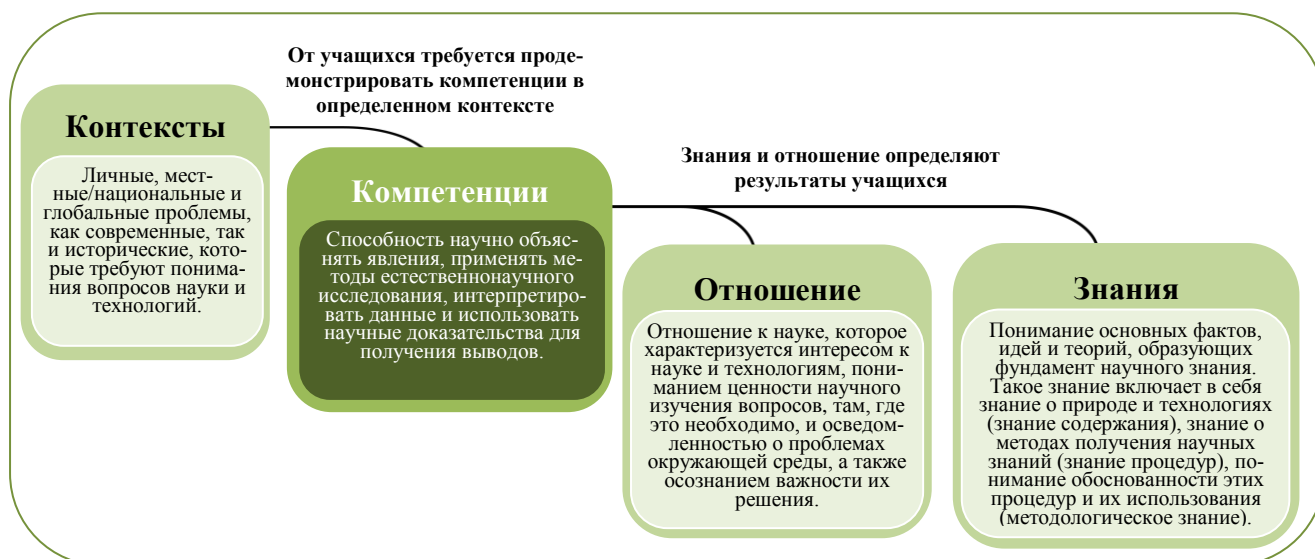 От учащихся требуется проде-
монстрировать компетенции в
определенном контексте
Контексты
Личные, мест-
ные/национальные и
глобальные проблемы,
как современные, так
и исторические, кото-
рые требуют понима-
ния вопросов науки и
технологий.
Знания и отношение определяют
результаты учащихся
Компетенции
Способность научно объяс-
нять явления, применять ме-
тоды естественнонаучного
исследования, интерпретиро-
вать данные и использовать
научные доказательства для
получения выводов.
Отношение
Отношение к науке, которое
характеризуется интересом к
науке и технологиям, пони-
манием ценности научного
изучения вопросов, там, где
это необходимо, и осведом-
ленностью о проблемах
окружающей среды, а также
осознанием важности их
решения.
Знания
Понимание основных фактов,
идей и теорий, образующих
фундамент научного знания.
Такое знание включает в себя
знание о природе и технологиях
(знание содержания), знание о
методах получения научных
знаний (знание процедур), по-
нимание обоснованности этих
процедур и их использования
(методологическое знание).